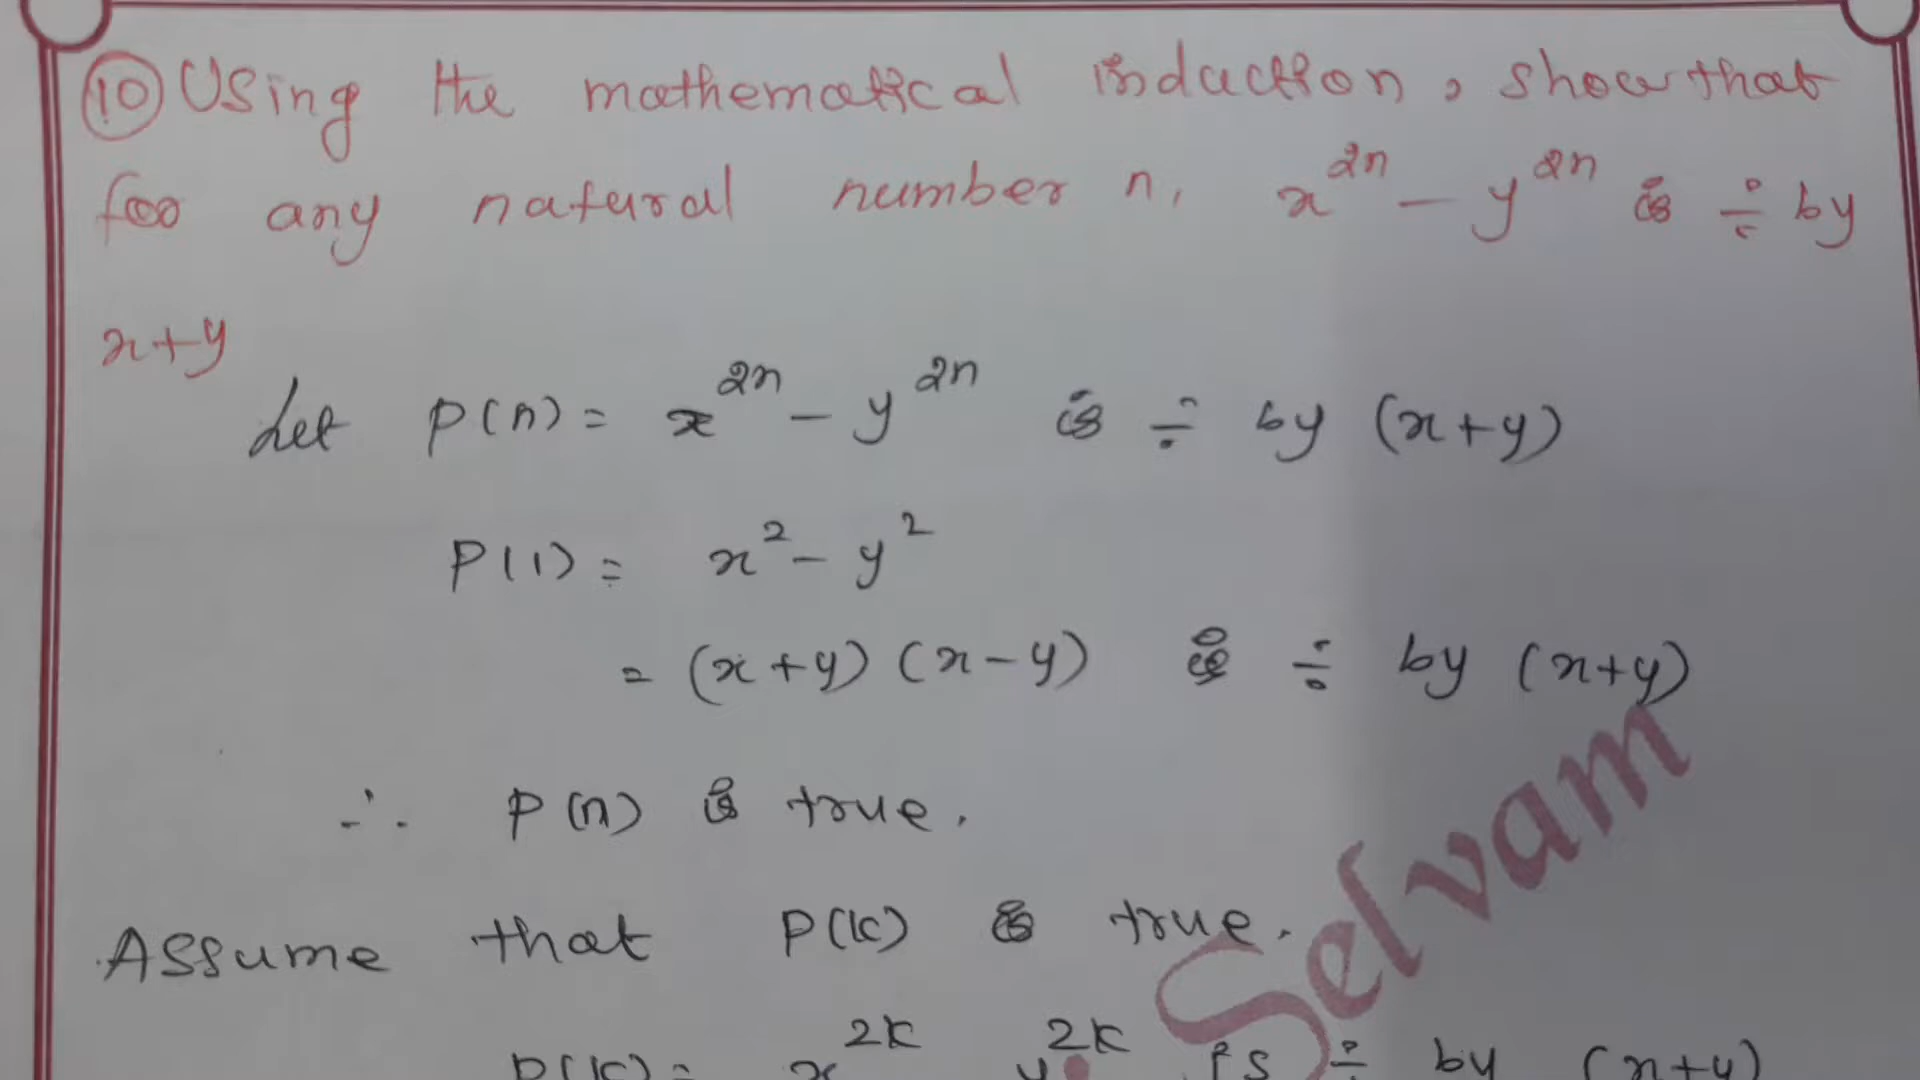 10 Using the mathematical induction, show that
for any natural number n, x^2n - y^2n is ÷ by
x+y
Let P(n) = x^2n - y^2n is ÷ by (x+y)
P(1) = x^2 - y^2
= (x+y) (x-y) is ÷ by (x+y)
∴ P(n) is true.
Assume that P(k) is true.
P(k) = x^2k - y^2k is ÷ by (x+y)
Selvam